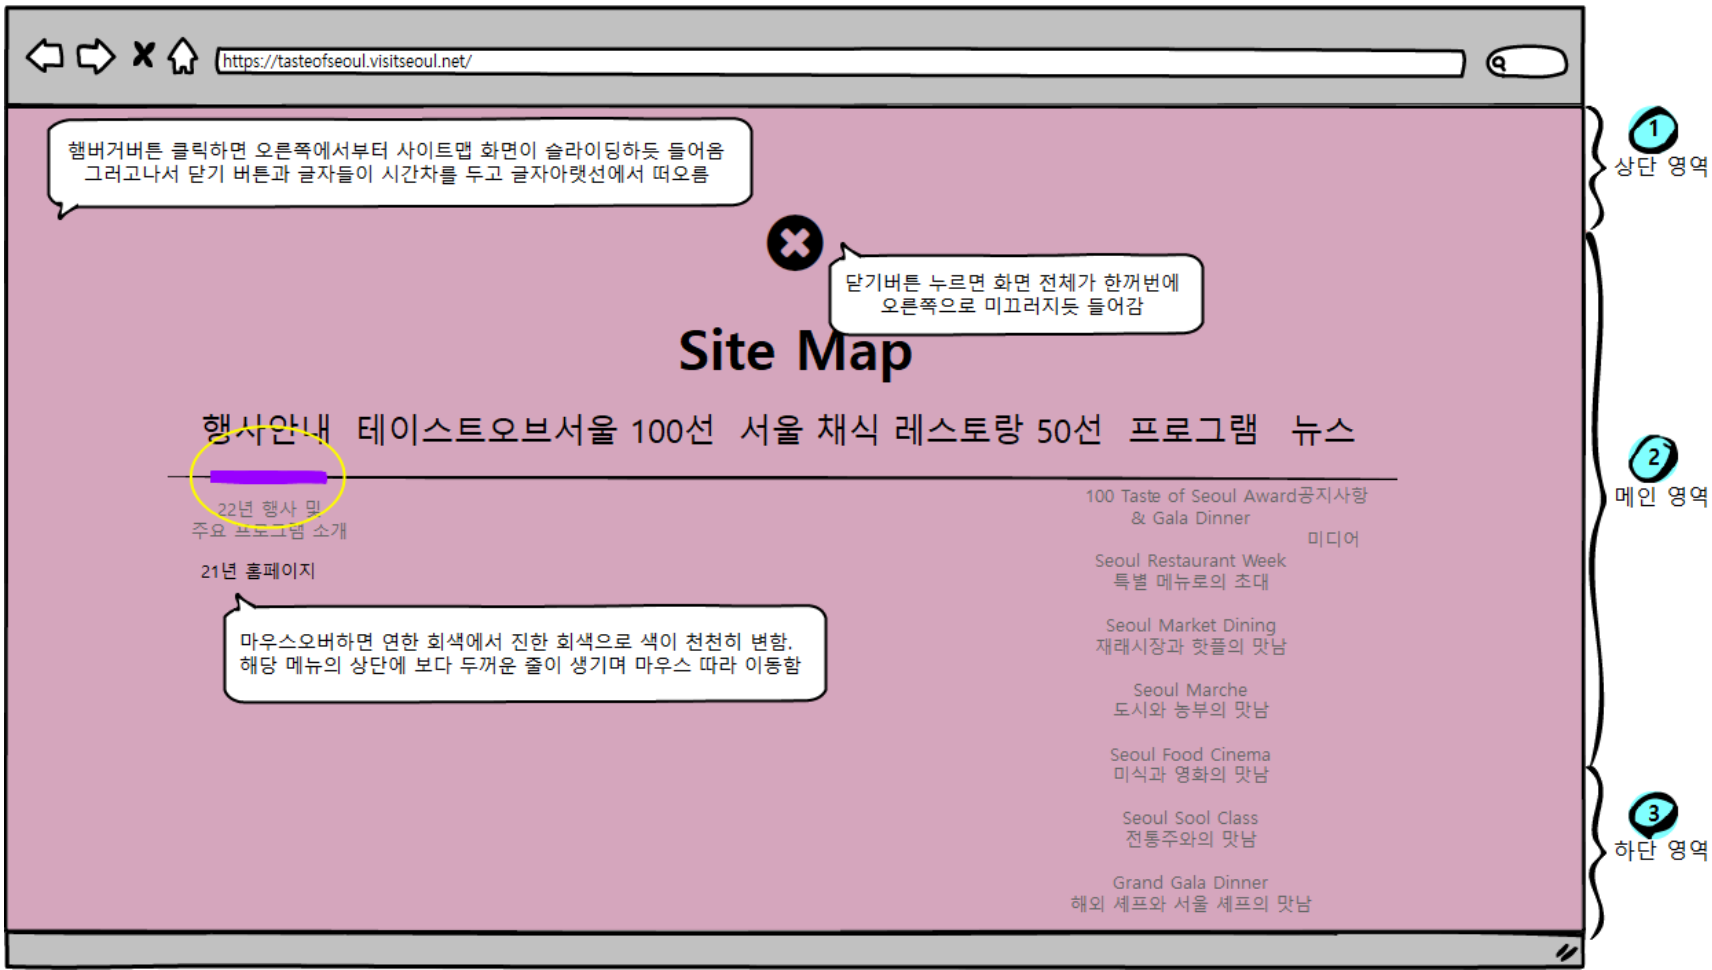 https://tasteofseoul.visitseoul.net/
햄버거버튼 클릭하면 오른쪽에서부터 사이트맵 화면이 슬라이딩하듯 들어옴
그러고나서 닫기 버튼과 글자들이 시간차를 두고 글자아랫선에서 떠오름
1
상단 영역
닫기버튼 누르면 화면 전체가 한꺼번에
오른쪽으로 미끄러지듯 들어감
Site Map
행사안내 테이스트오브서울 100선 서울 채식 레스토랑 50선 프로그램 뉴스
2
메인 영역
22년 행사 및
주요 프로그램 소개
21년 홈페이지
마우스오버하면 연한 회색에서 진한 회색으로 색이 천천히 변함.
해당 메뉴의 상단에 보다 두꺼운 줄이 생기며 마우스 따라 이동함
100 Taste of Seoul Award
& Gala Dinner
Seoul Restaurant Week
특별 메뉴로의 초대
Seoul Market Dining
재래시장과 핫플의 맛남
Seoul Marche
도시와 농부의 맛남
Seoul Food Cinema
미식과 영화의 맛남
Seoul Sool Class
전통주와의 맛남
Grand Gala Dinner
해외 셰프와 서울 셰프의 맛남
공지사항
미디어
3
하단 영역